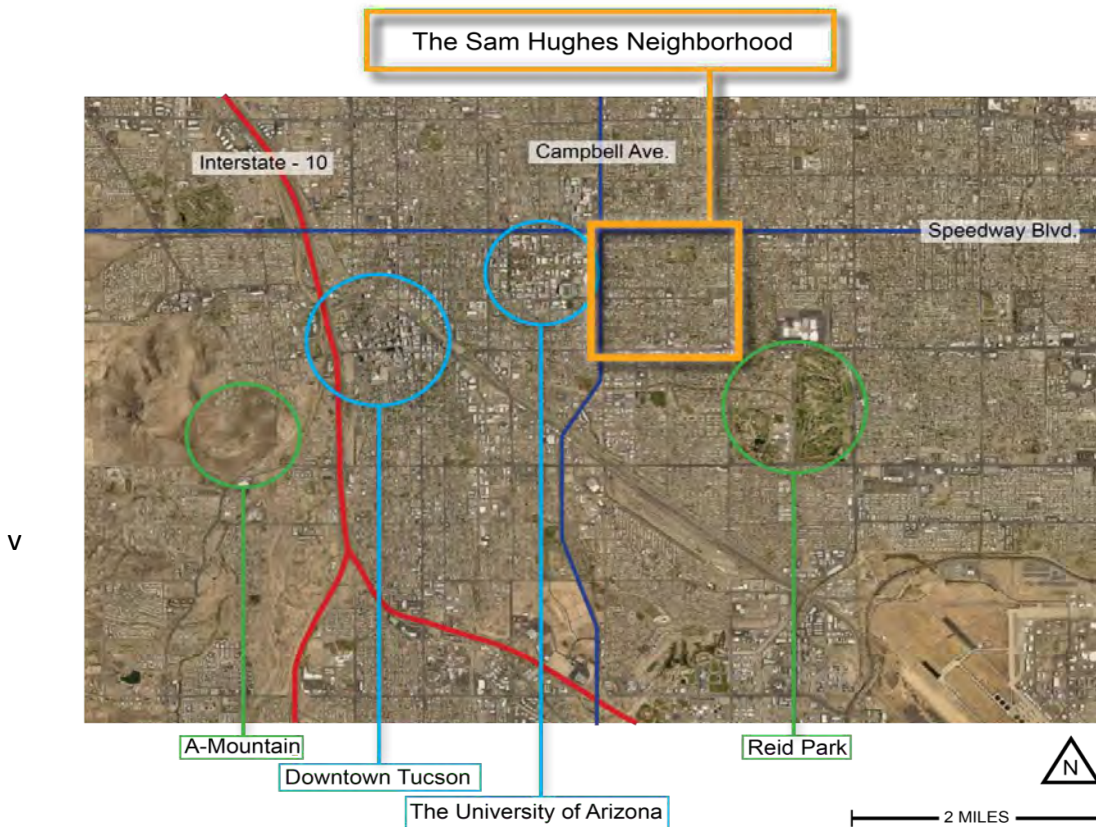 The Sam Hughes Neighborhood
Interstate - 10
Campbell Ave.
Speedway Blvd.
v
A-Mountain
Reid Park
Downtown Tucson
N
The University of Arizona
2 MILES